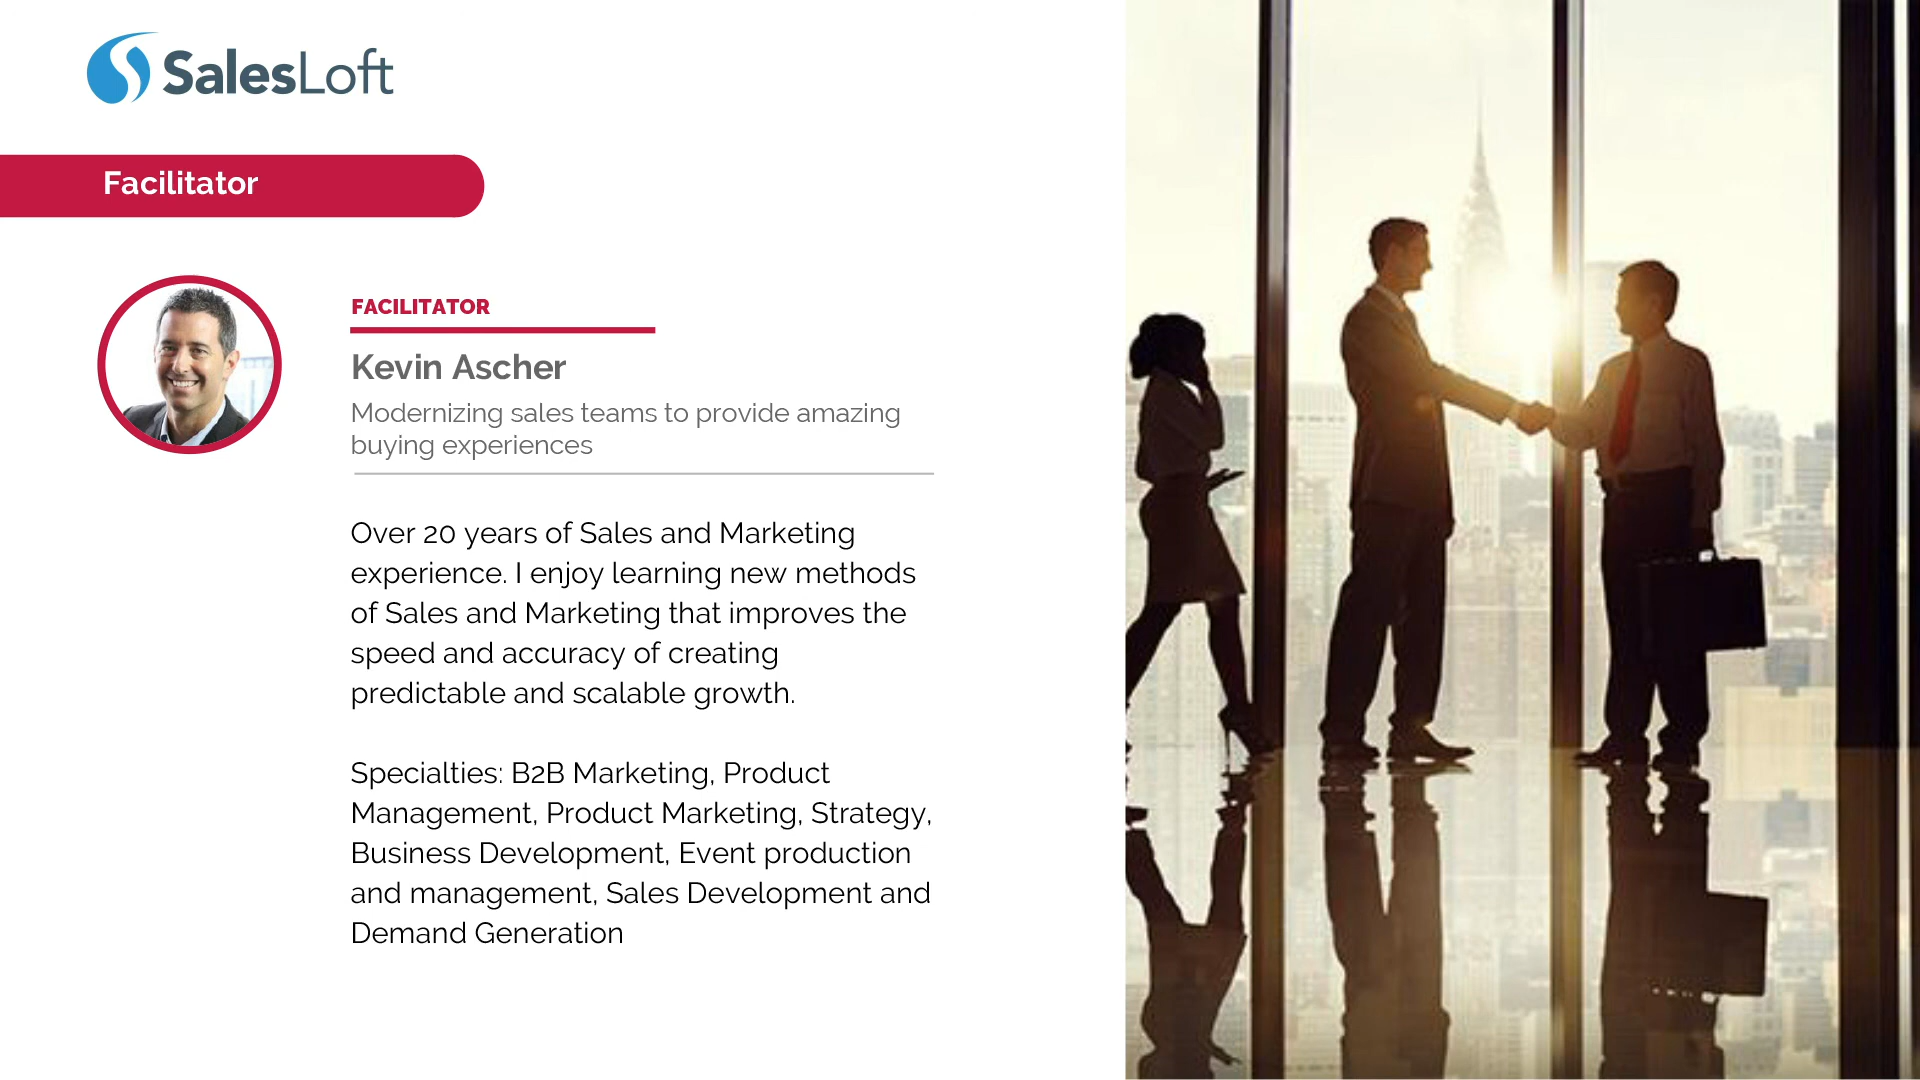 SalesLoft
Facilitator
FACILITATOR
Kevin Ascher
Modernizing sales teams to provide amazing
buying experiences
Over 20 years of Sales and Marketing
experience. I enjoy learning new methods
of Sales and Marketing that improves the
speed and accuracy of creating
predictable and scalable growth.
Specialties: B2B Marketing, Product
Management, Product Marketing, Strategy,
Business Development, Event production
and management, Sales Development and
Demand Generation